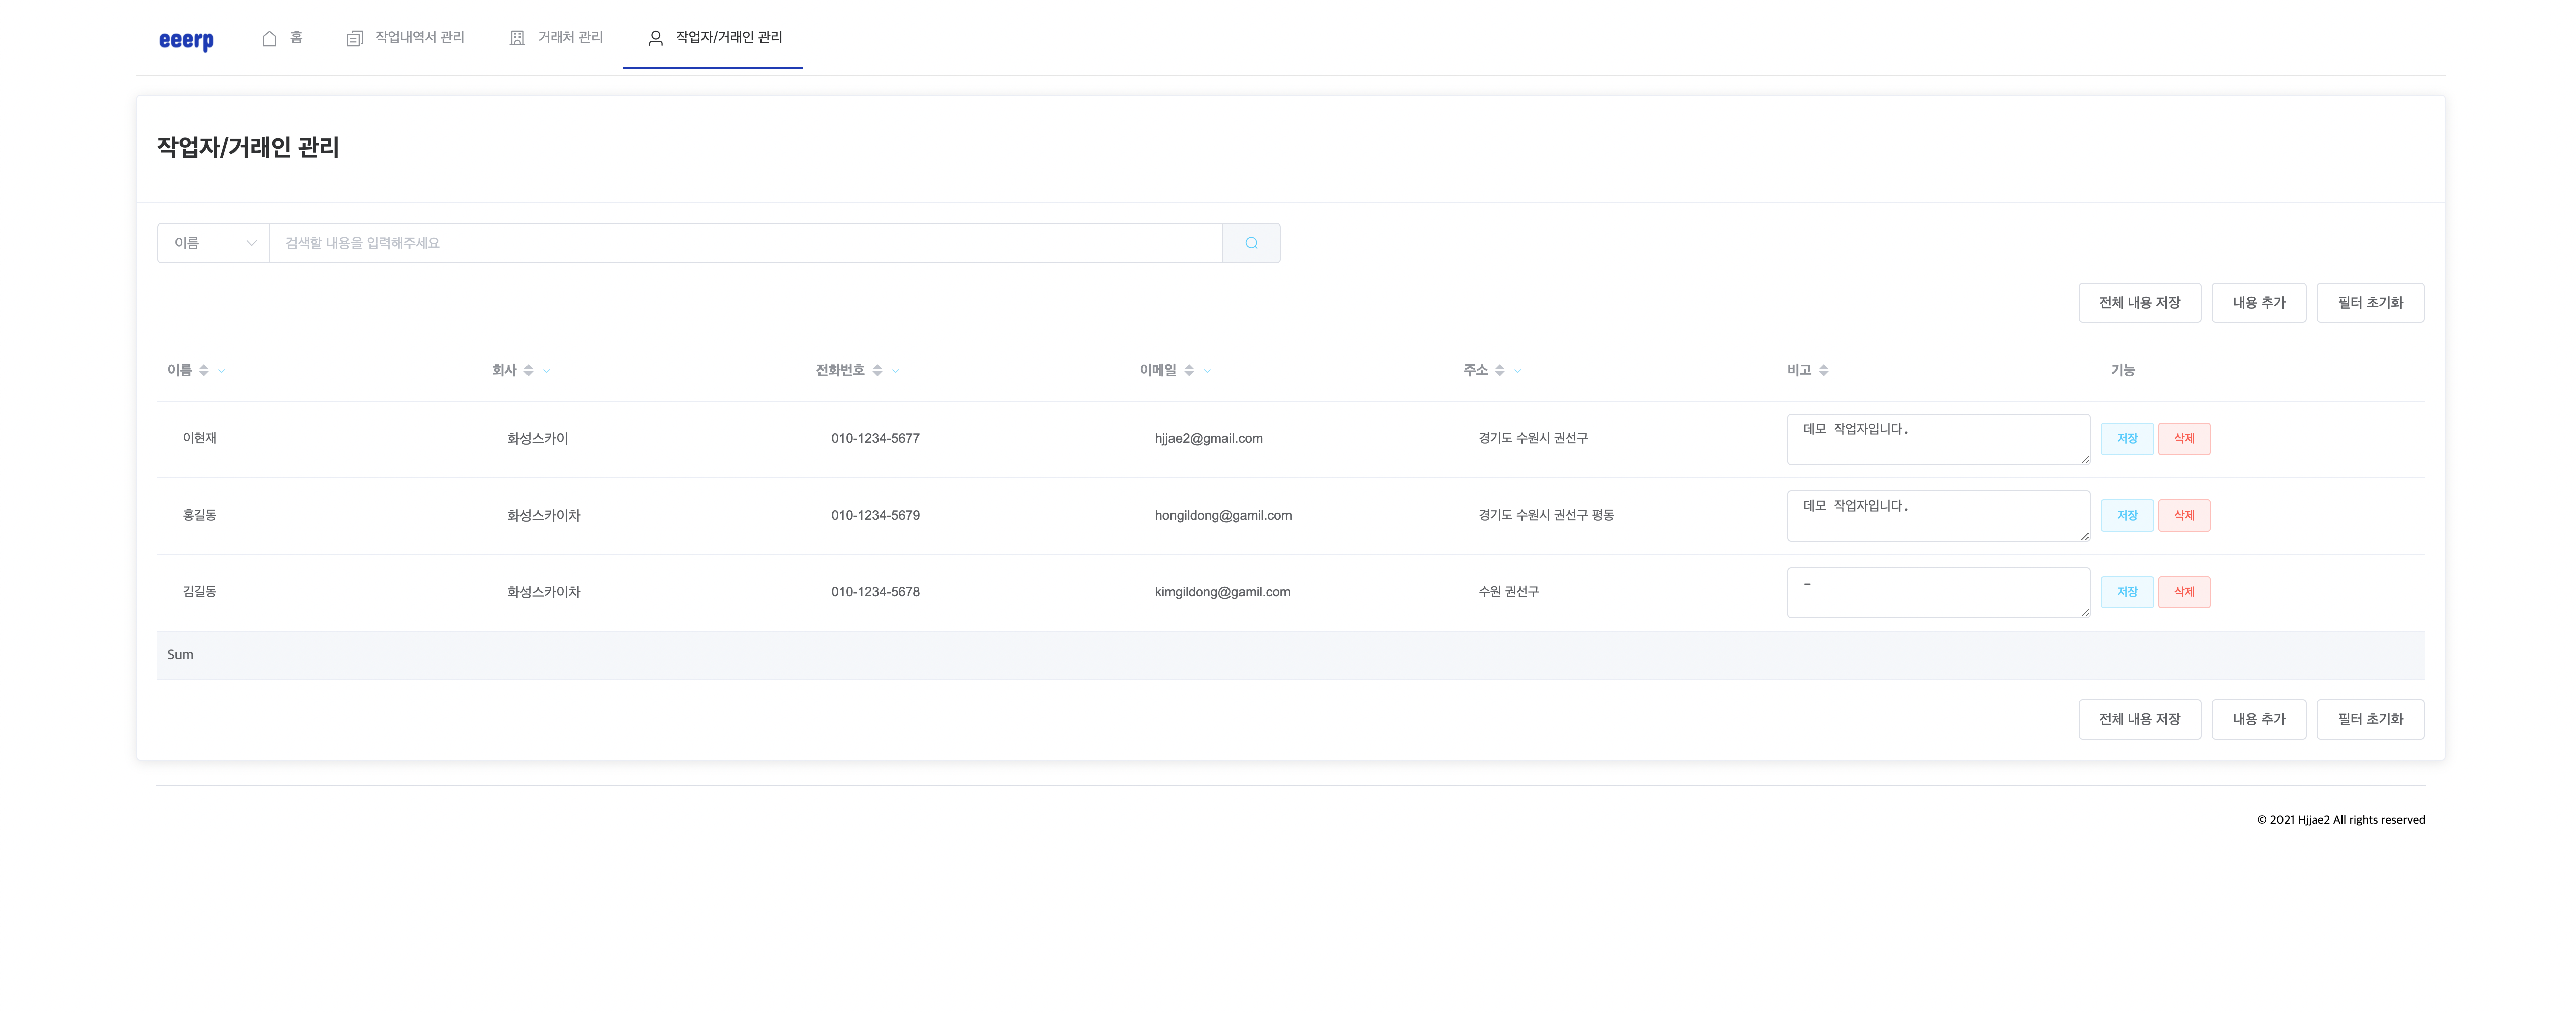 eeerp 홈 작업내역서 관리 거래처 관리 작업자/거래인 관리
작업자/거래인 관리
이름 검색할 내용을 입력해주세요
전체 내용 저장 내용 추가 필터 초기화
이름 회사 전화번호 이메일 주소 비고 기능
이현재 화성스카이 010-1234-5677 hjjae2@gmail.com 경기도 수원시 권선구 데모 작업자입니다. 저장 삭제
홍길동 화성스카이차 010-1234-5679 hongildong@gamil.com 경기도 수원시 권선구 평동 데모 작업자입니다. 저장 삭제
김길동 화성스카이차 010-1234-5678 kimgildong@gamil.com 수원 권선구 - 저장 삭제
Sum
전체 내용 저장 내용 추가 필터 초기화
© 2021 Hjjae2 All rights reserved